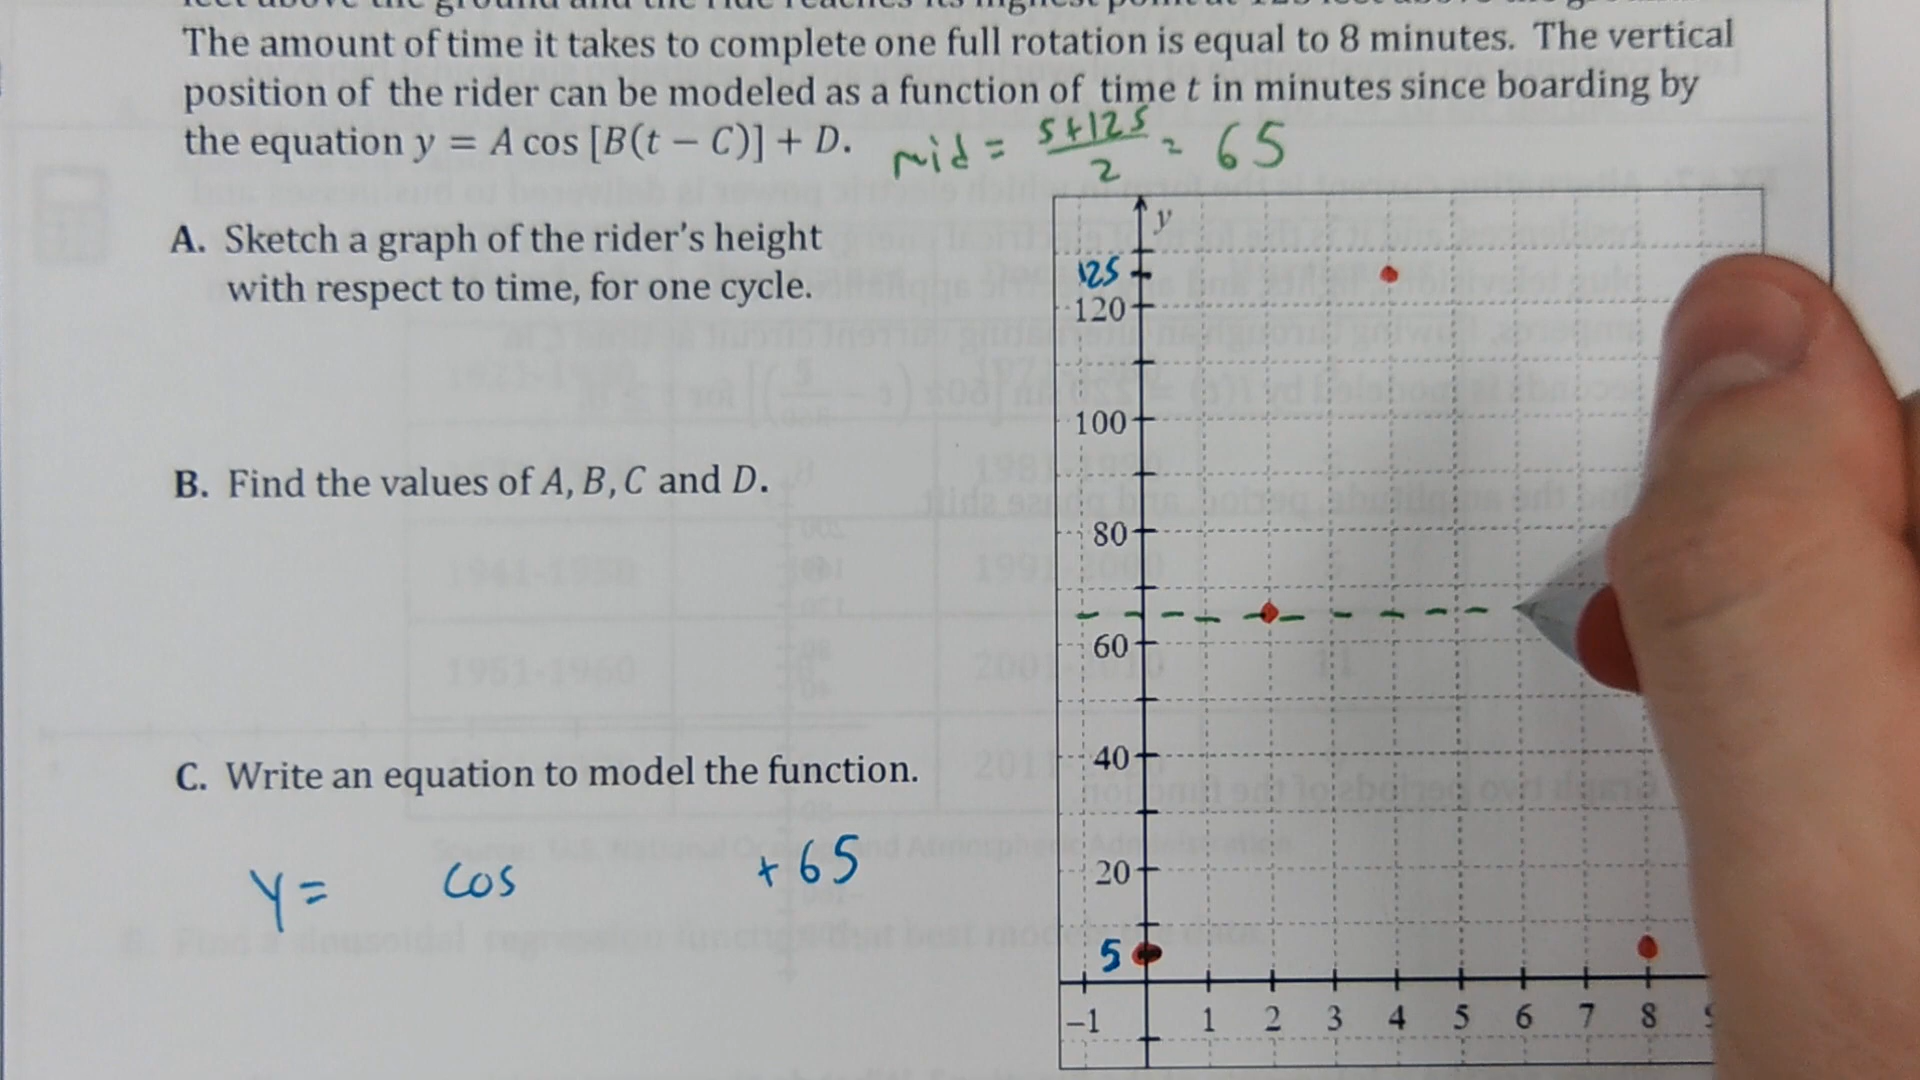 The amount of time it takes to complete one full rotation is equal to 8 minutes. The vertical
position of the rider can be modeled as a function of time t in minutes since boarding by
the equation y = A cos [B(t − C)] + D.
mid = 5+125/2 = 65
A. Sketch a graph of the rider's height
with respect to time, for one cycle.
B. Find the values of A, B, C and D.
C. Write an equation to model the function.
y = cos + 65
y
125
120
100
80
60
40
20
5
−1 1 2 3 4 5 6 7 8